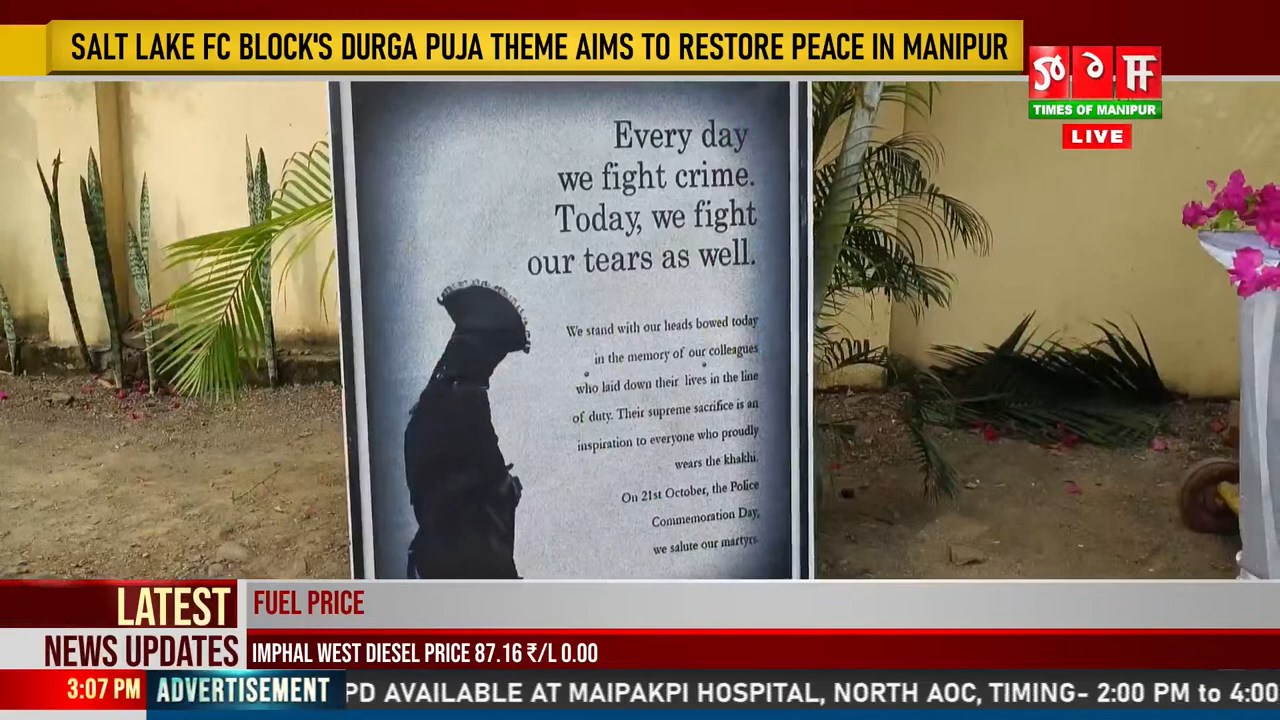 SALT LAKE FC BLOCK'S DURGA PUJA THEME AIMS TO RESTORE PEACE IN MANIPUR
TIMES OF MANIPUR
LIVE
Every day
we fight crime.
Today, we fight
our tears as well.
We stand with our heads bowed today
in the memory of our colleagues
who laid down their lives in the line
of duty. Their supreme sacrifice is an
inspiration to everyone who proudly
wears the khakhi.
On 21st October, the Police
Commemoration Day,
we salute our martyrs.
LATEST
NEWS UPDATES
FUEL PRICE
IMPHAL WEST DIESEL PRICE 87.16 ₹/L 0.00
3:07 PM
ADVERTISEMENT
PD AVAILABLE AT MAIPAKPI HOSPITAL, NORTH AOC, TIMING- 2:00 PM to 4:00